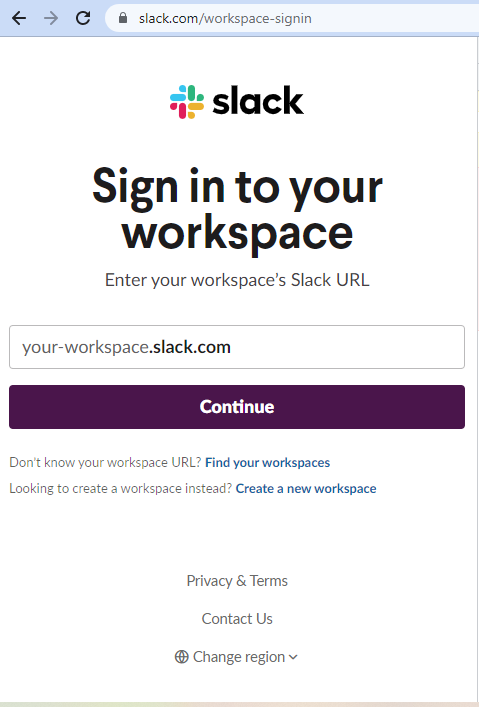 slack.com/workspace-signin
slack
Sign in to your
workspace
Enter your workspace's Slack URL
your-workspace.slack.com
Continue
Don't know your workspace URL? Find your workspaces
Looking to create a workspace instead? Create a new workspace
Privacy & Terms
Contact Us
Change region